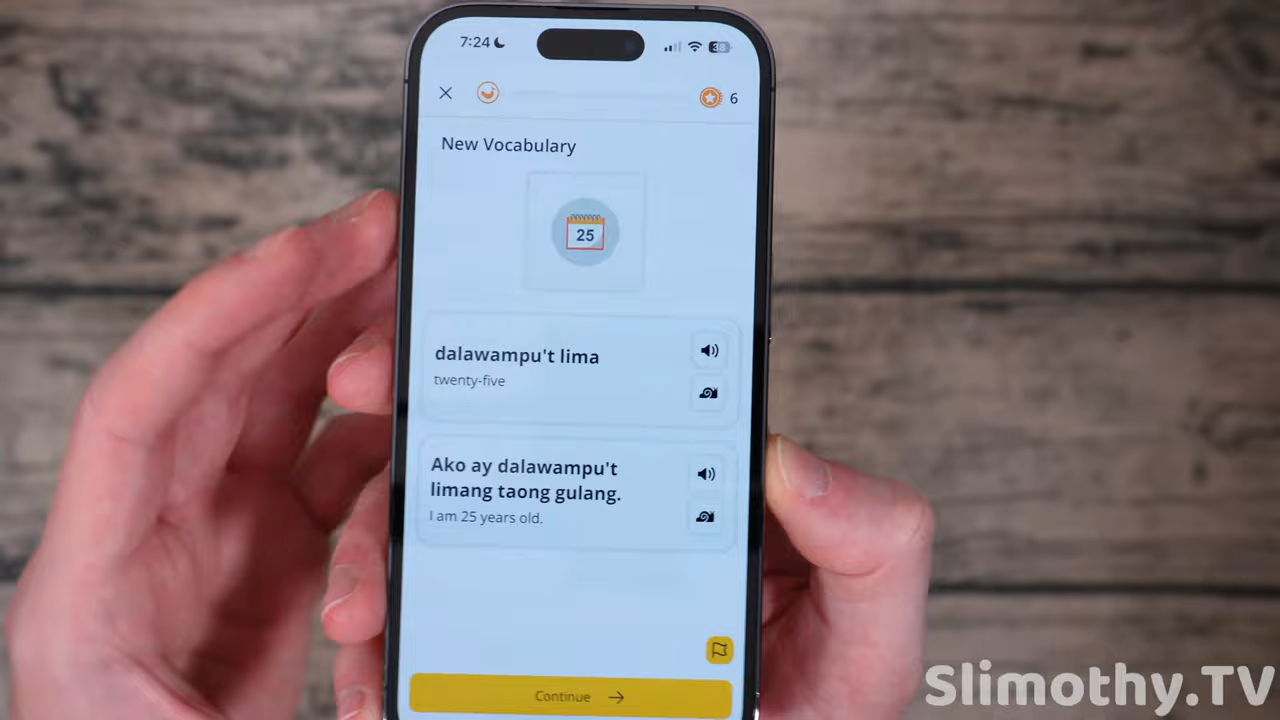 7:24
38
6
New Vocabulary
25
dalawampu't lima
twenty-five
Ako ay dalawampu't
limang taong gulang.
I am 25 years old.
Continue
Slimothy.TV